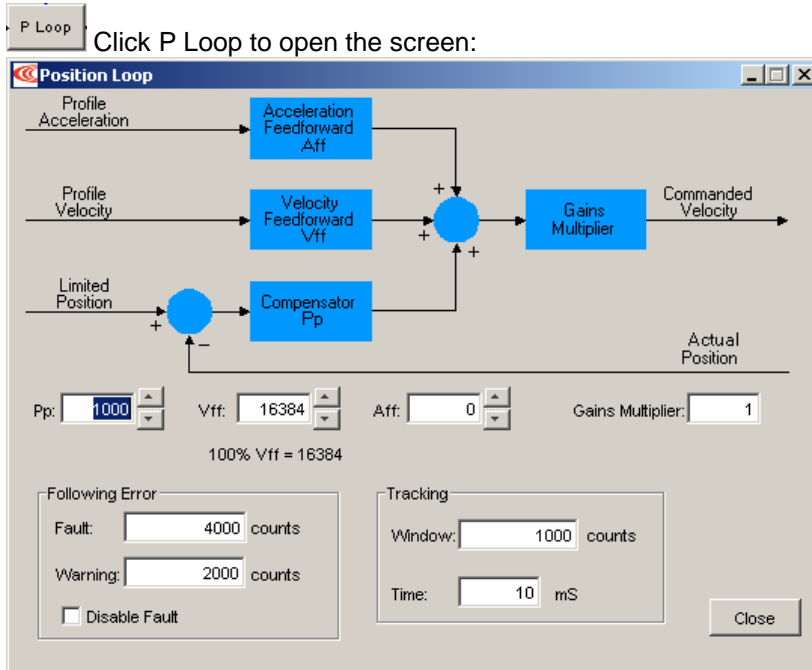 P Loop
Click P Loop to open the screen:
Position Loop
Profile
Acceleration
Acceleration
Feedforward
Aff
Profile
Velocity
Velocity
Feedforward
Vff
+
+
+
Gains
Multiplier
Commanded
Velocity
Limited
Position
+
−
Compensator
Pp
Actual
Position
Pp: 1000
Vff: 16384
Aff: 0
Gains Multiplier: 1
100% Vff = 16384
Following Error
Fault: 4000 counts
Warning: 2000 counts
Disable Fault
Tracking
Window: 1000 counts
Time: 10 mS
Close